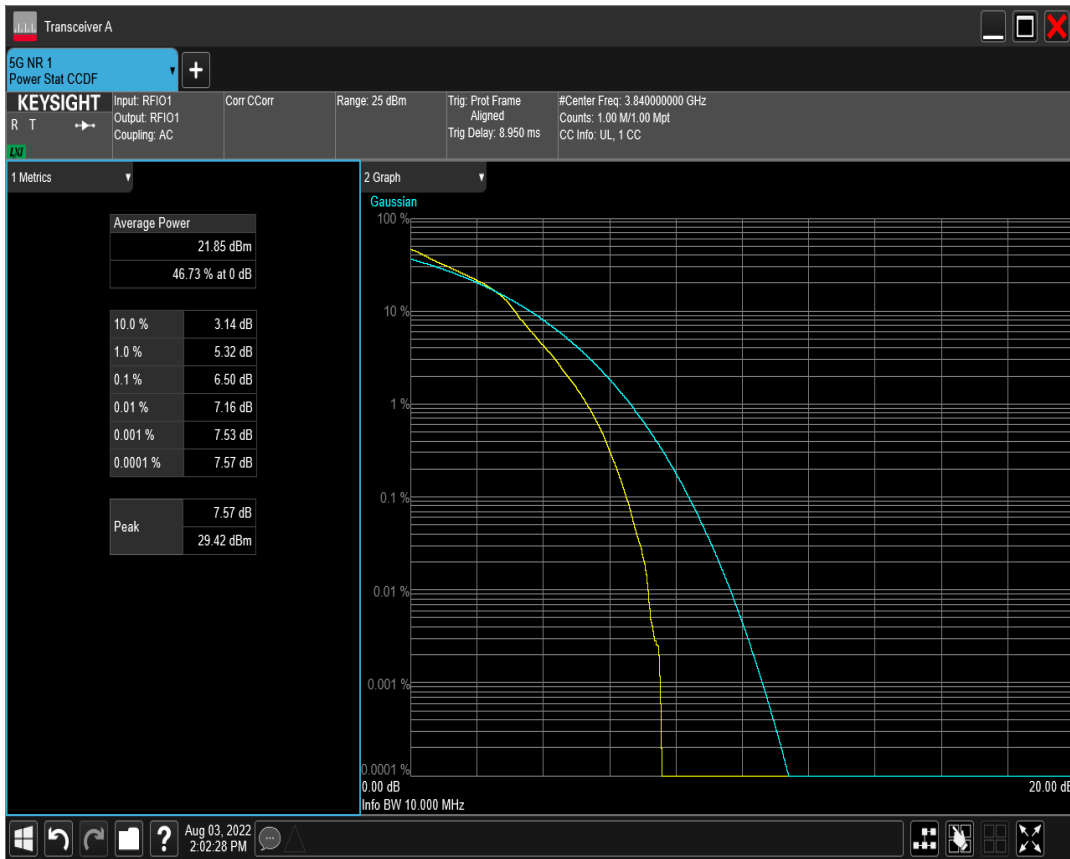 Transceiver A
5G NR 1
Power Stat CCDF
KEYSIGHT
R T
LXI
Input: RFIO1
Output: RFIO1
Coupling: AC
Corr CCorr
Range: 25 dBm
Trig: Prot Frame
Aligned
Trig Delay: 8.950 ms
#Center Freq: 3.840000000 GHz
Counts: 1.00 M/1.00 Mpt
CC Info: UL, 1 CC
1 Metrics
Average Power
21.85 dBm
46.73 % at 0 dB
10.0 % 3.14 dB
1.0 % 5.32 dB
0.1 % 6.50 dB
0.01 % 7.16 dB
0.001 % 7.53 dB
0.0001 % 7.57 dB
Peak 7.57 dB
29.42 dBm
2 Graph
Gaussian
100 %
10 %
1 %
0.1 %
0.01 %
0.001 %
0.0001 %
0.00 dB 20.00 dB
Info BW 10.000 MHz
Aug 03, 2022
2:02:28 PM